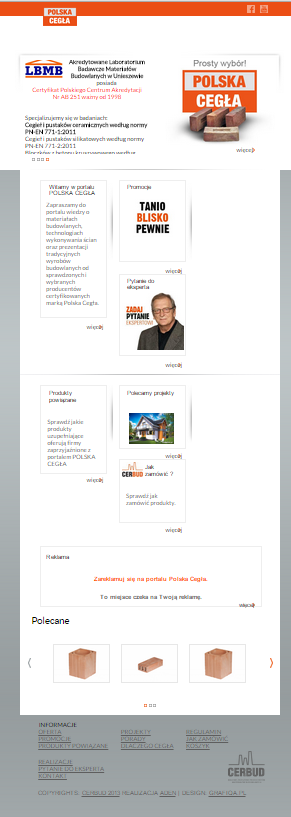 POLSKA
CEGŁA
LBMB
Akredytowane Laboratorium
Badawcze Materiałów
Budowlanych w Unieszewie
posiada
Certyfikat Polskiego Centrum Akredytacji
Nr AB 261 ważny od 1998
Specjalizujemy się w badaniach:
Cegieł i pustaków ceramicznych według normy
PN-EN 771-1:2011
Cegieł i pustaków silikatowych według normy
PN-EN 771-2:2011
Bloczków z betonu kruszywowego według
Prosty wybór!
POLSKA
CEGŁA
więcej
Witamy w portalu
POLSKA CEGŁA
Zapraszamy do
portalu wiedzy o
materiałach
budowlanych,
technologiach
wykonywania ścian
oraz prezentacji
tradycyjnych
wyrobów
budowlanych od
sprawdzonych i
wybranych
producentów
certyfikowanych
marką Polska Cegła.
więcej
Promocje
TANIO
BLISKO
PEWNIE
więcej
Pytanie do
eksperta
ZADAJ
PYTANIE
EKSPERTOWI
więcej
Produkty
powiązane
Sprawdź jakie
produkty
uzupełniające
oferują firmy
zaprzyjaźnione z
portalem POLSKA
CEGŁA
więcej
Polecamy projekty
więcej
CERBUD
Jak
zamówić ?
Sprawdź jak
zamówić produkty.
więcej
Reklama
Zareklamuj się na portalu Polska Cegła.
To miejsce czeka na Twoją reklamę.
więcej
Polecane
INFORMACJE
OFERTA
PROMOCJE
PRODUKTY POWIĄZANE
PROJEKTY
PORADY
DLACZEGO CEGŁA
REGULAMIN
JAK ZAMÓWIĆ
KOSZYK
REALIZACJE
PYTANIE DO EKSPERTA
KONTAKT
CERBUD
COPYRIGHTS CERBUD 2011 REALIZACJA ADEN | DESIGN GRAFIQA.PL